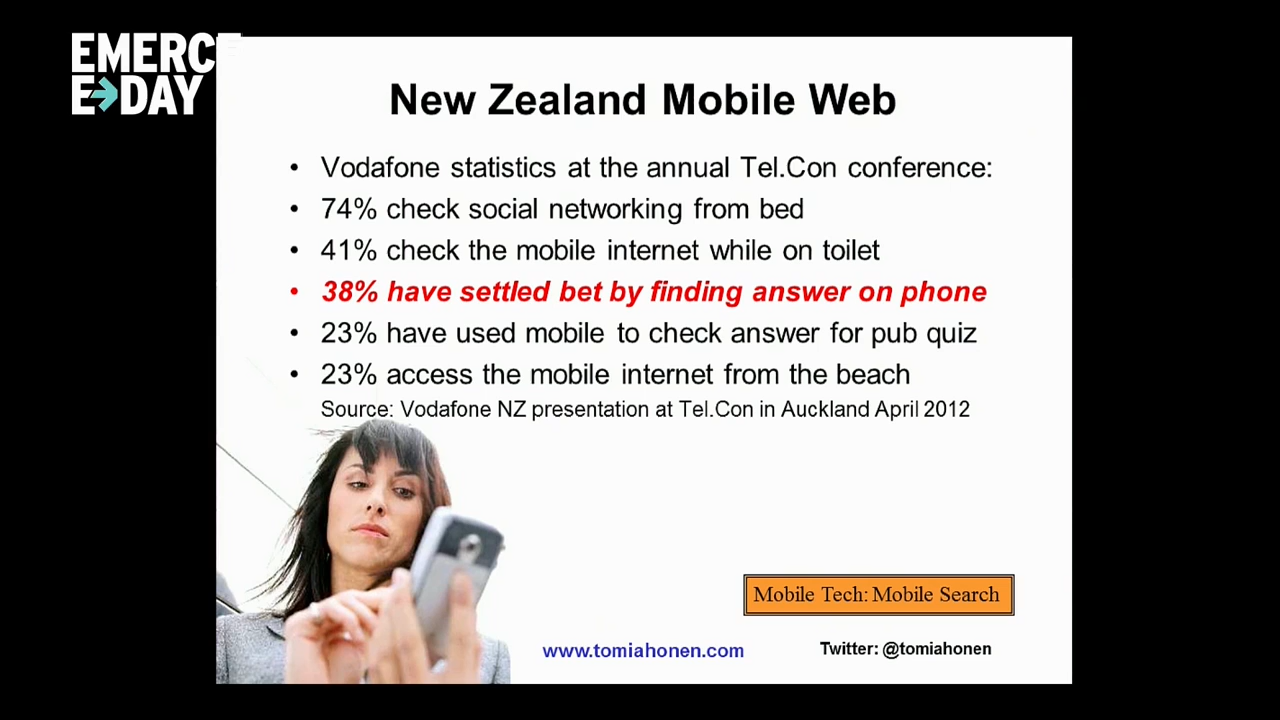 EMERCE
E→DAY
New Zealand Mobile Web
• Vodafone statistics at the annual Tel.Con conference:
• 74% check social networking from bed
• 41% check the mobile internet while on toilet
• 38% have settled bet by finding answer on phone
• 23% have used mobile to check answer for pub quiz
• 23% access the mobile internet from the beach
Source: Vodafone NZ presentation at Tel.Con in Auckland April 2012
Mobile Tech: Mobile Search
www.tomiahonen.com
Twitter: @tomiahonen